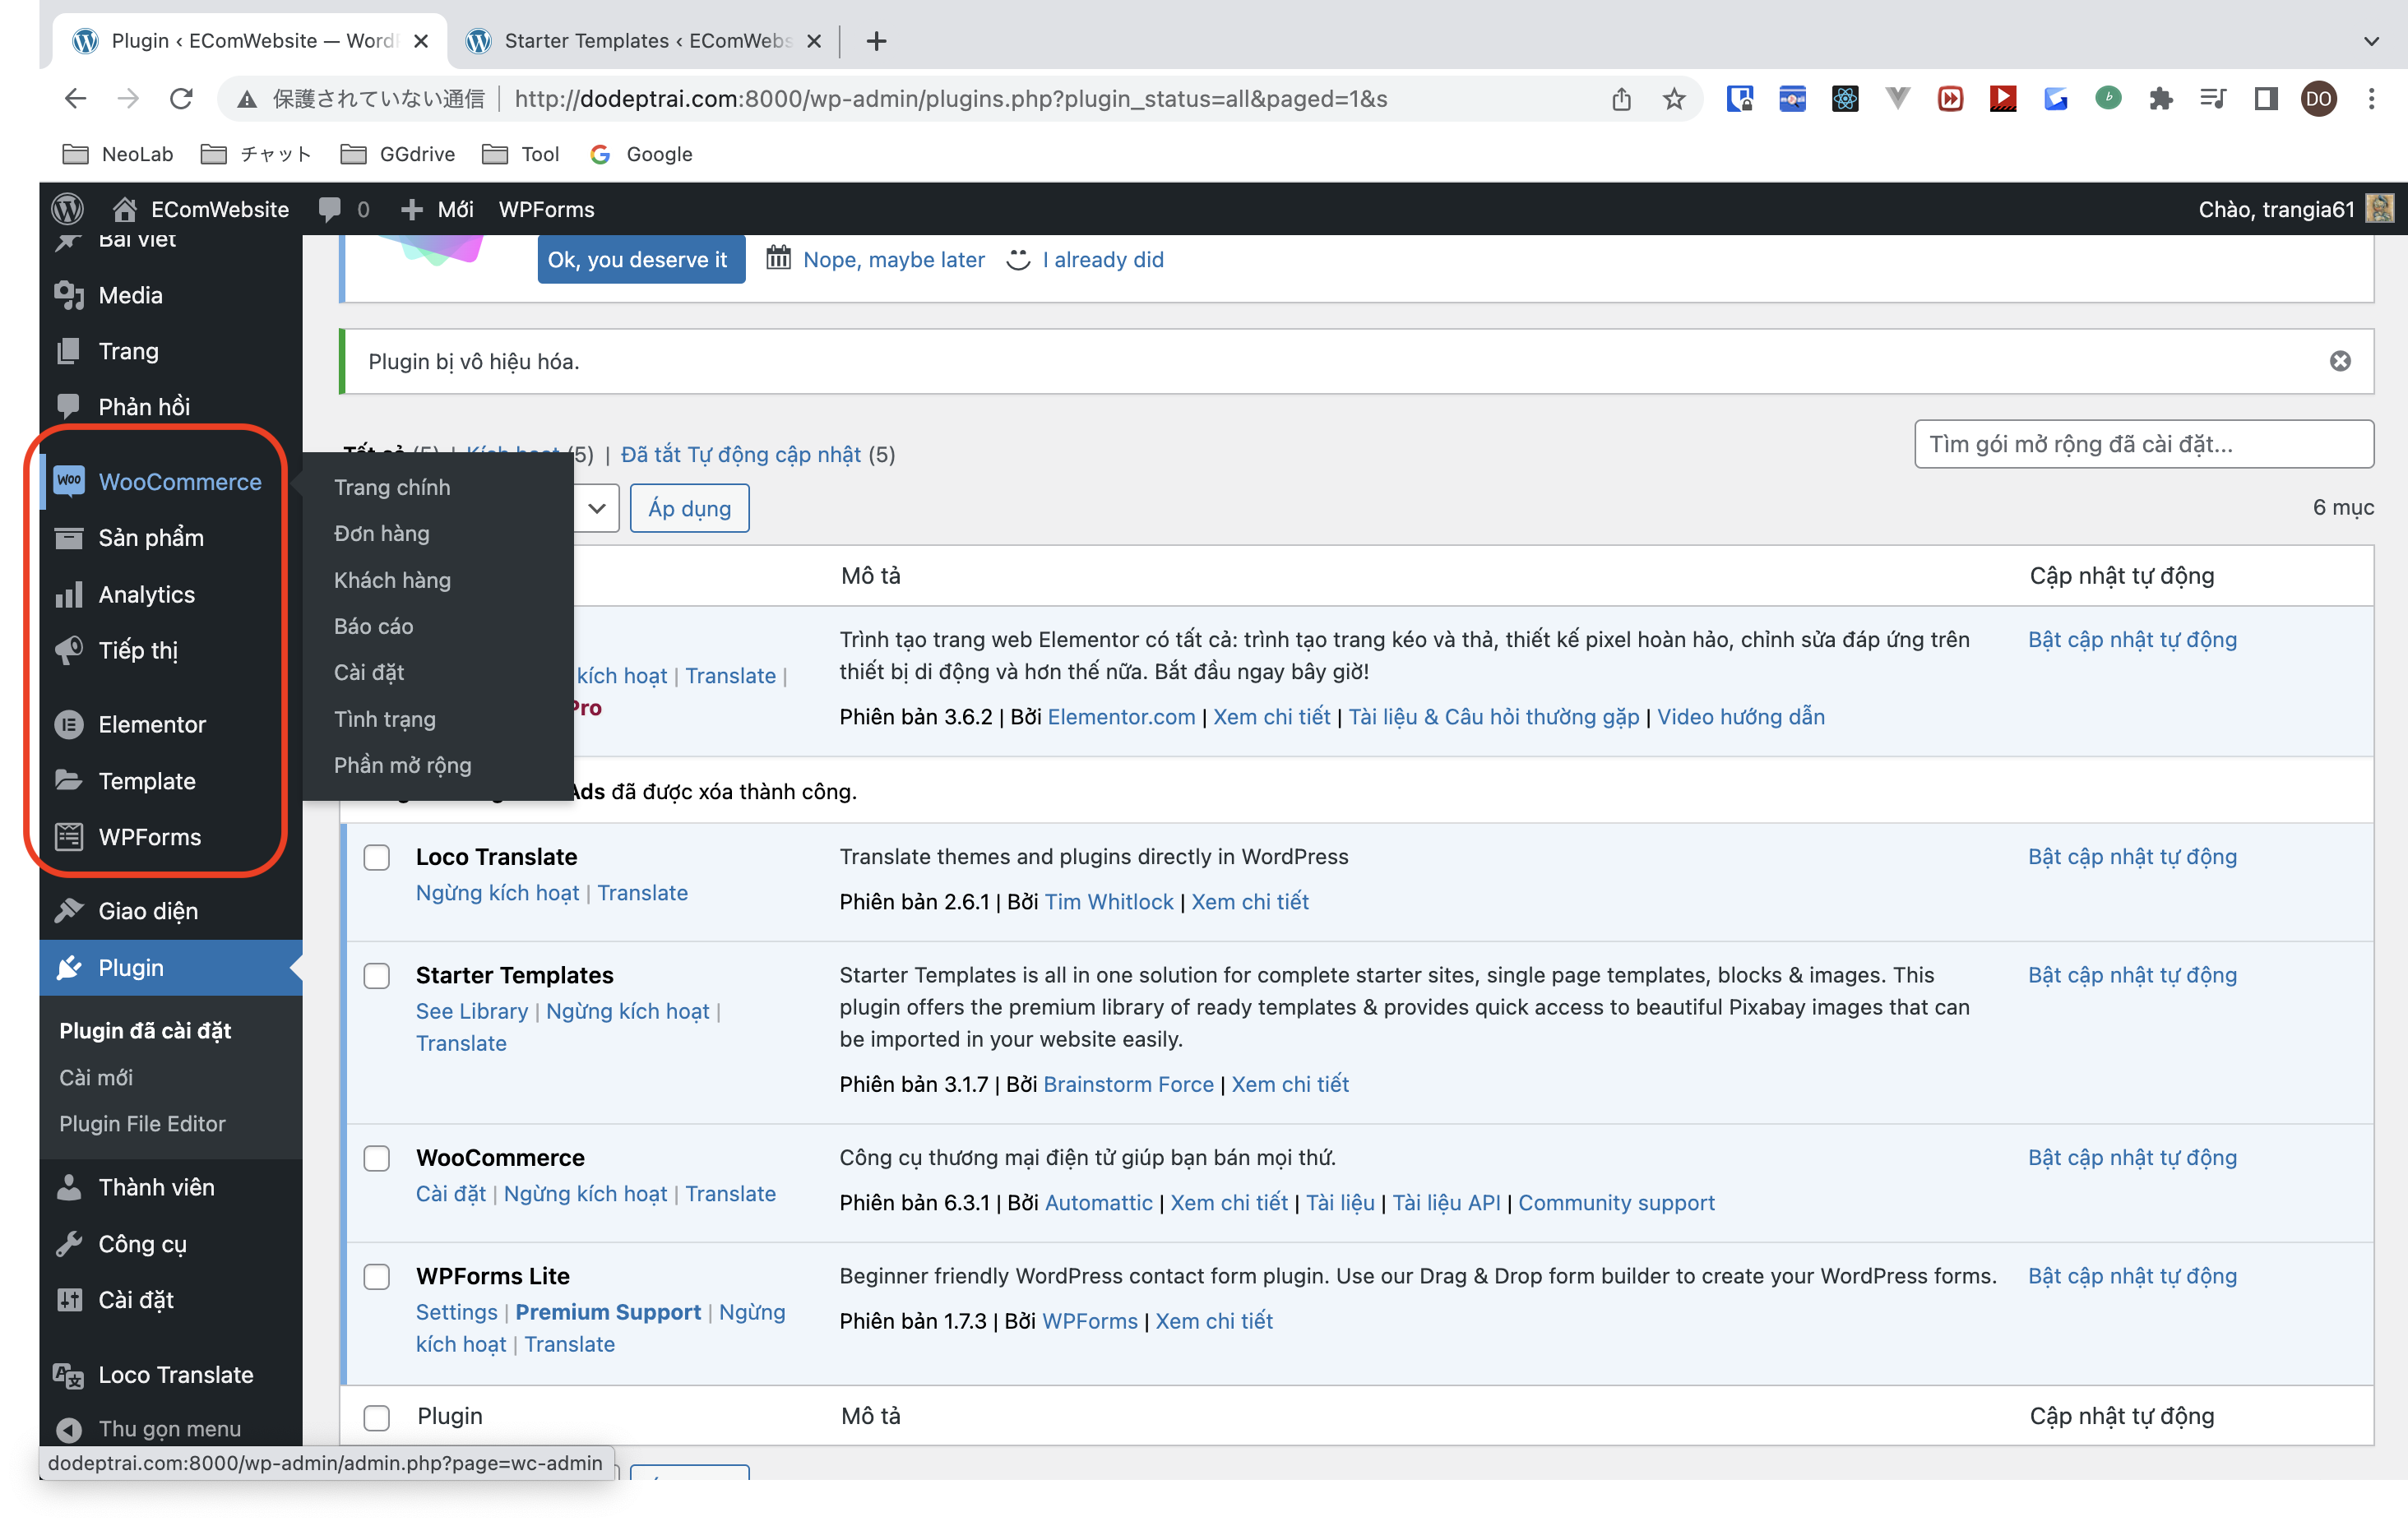 Plugin ‹ EComWebsite — Word
Starter Templates ‹ EComWebs
保護されていない通信
http://dodeptrai.com:8000/wp-admin/plugins.php?plugin_status=all&paged=1&s
DO
NeoLab
チャット
GGdrive
Tool
Google
EComWebsite
0
Mới
WPForms
Chào, trangia61
Bài viết
Media
Trang
Phản hồi
WooCommerce
Sản phẩm
Analytics
Tiếp thị
Elementor
Template
WPForms
Giao diện
Plugin
Plugin đã cài đặt
Cài mới
Plugin File Editor
Thành viên
Công cụ
Cài đặt
Loco Translate
Thu gọn menu
dodeptrai.com:8000/wp-admin/admin.php?page=wc-admin
Trang chính
Đơn hàng
Khách hàng
Báo cáo
Cài đặt
Tình trạng
Phần mở rộng
Ok, you deserve it
Nope, maybe later
I already did
Plugin bị vô hiệu hóa.
Tất cả (5) | Kích hoạt (5) | Đã tắt Tự động cập nhật (5)
Tìm gói mở rộng đã cài đặt...
Áp dụng
6 mục
Mô tả
Cập nhật tự động
kích hoạt | Translate |
Pro
Trình tạo trang web Elementor có tất cả: trình tạo trang kéo và thả, thiết kế pixel hoàn hảo, chỉnh sửa đáp ứng trên
thiết bị di động và hơn thế nữa. Bắt đầu ngay bây giờ!
Phiên bản 3.6.2 | Bởi Elementor.com | Xem chi tiết | Tài liệu & Câu hỏi thường gặp | Video hướng dẫn
Bật cập nhật tự động
Ads đã được xóa thành công.
Loco Translate
Ngừng kích hoạt | Translate
Translate themes and plugins directly in WordPress
Phiên bản 2.6.1 | Bởi Tim Whitlock | Xem chi tiết
Bật cập nhật tự động
Starter Templates
See Library | Ngừng kích hoạt |
Translate
Starter Templates is all in one solution for complete starter sites, single page templates, blocks & images. This
plugin offers the premium library of ready templates & provides quick access to beautiful Pixabay images that can
be imported in your website easily.
Phiên bản 3.1.7 | Bởi Brainstorm Force | Xem chi tiết
Bật cập nhật tự động
WooCommerce
Cài đặt | Ngừng kích hoạt | Translate
Công cụ thương mại điện tử giúp bạn bán mọi thứ.
Phiên bản 6.3.1 | Bởi Automattic | Xem chi tiết | Tài liệu | Tài liệu API | Community support
Bật cập nhật tự động
WPForms Lite
Settings | Premium Support | Ngừng
kích hoạt | Translate
Beginner friendly WordPress contact form plugin. Use our Drag & Drop form builder to create your WordPress forms.
Phiên bản 1.7.3 | Bởi WPForms | Xem chi tiết
Bật cập nhật tự động
Plugin
Mô tả
Cập nhật tự động